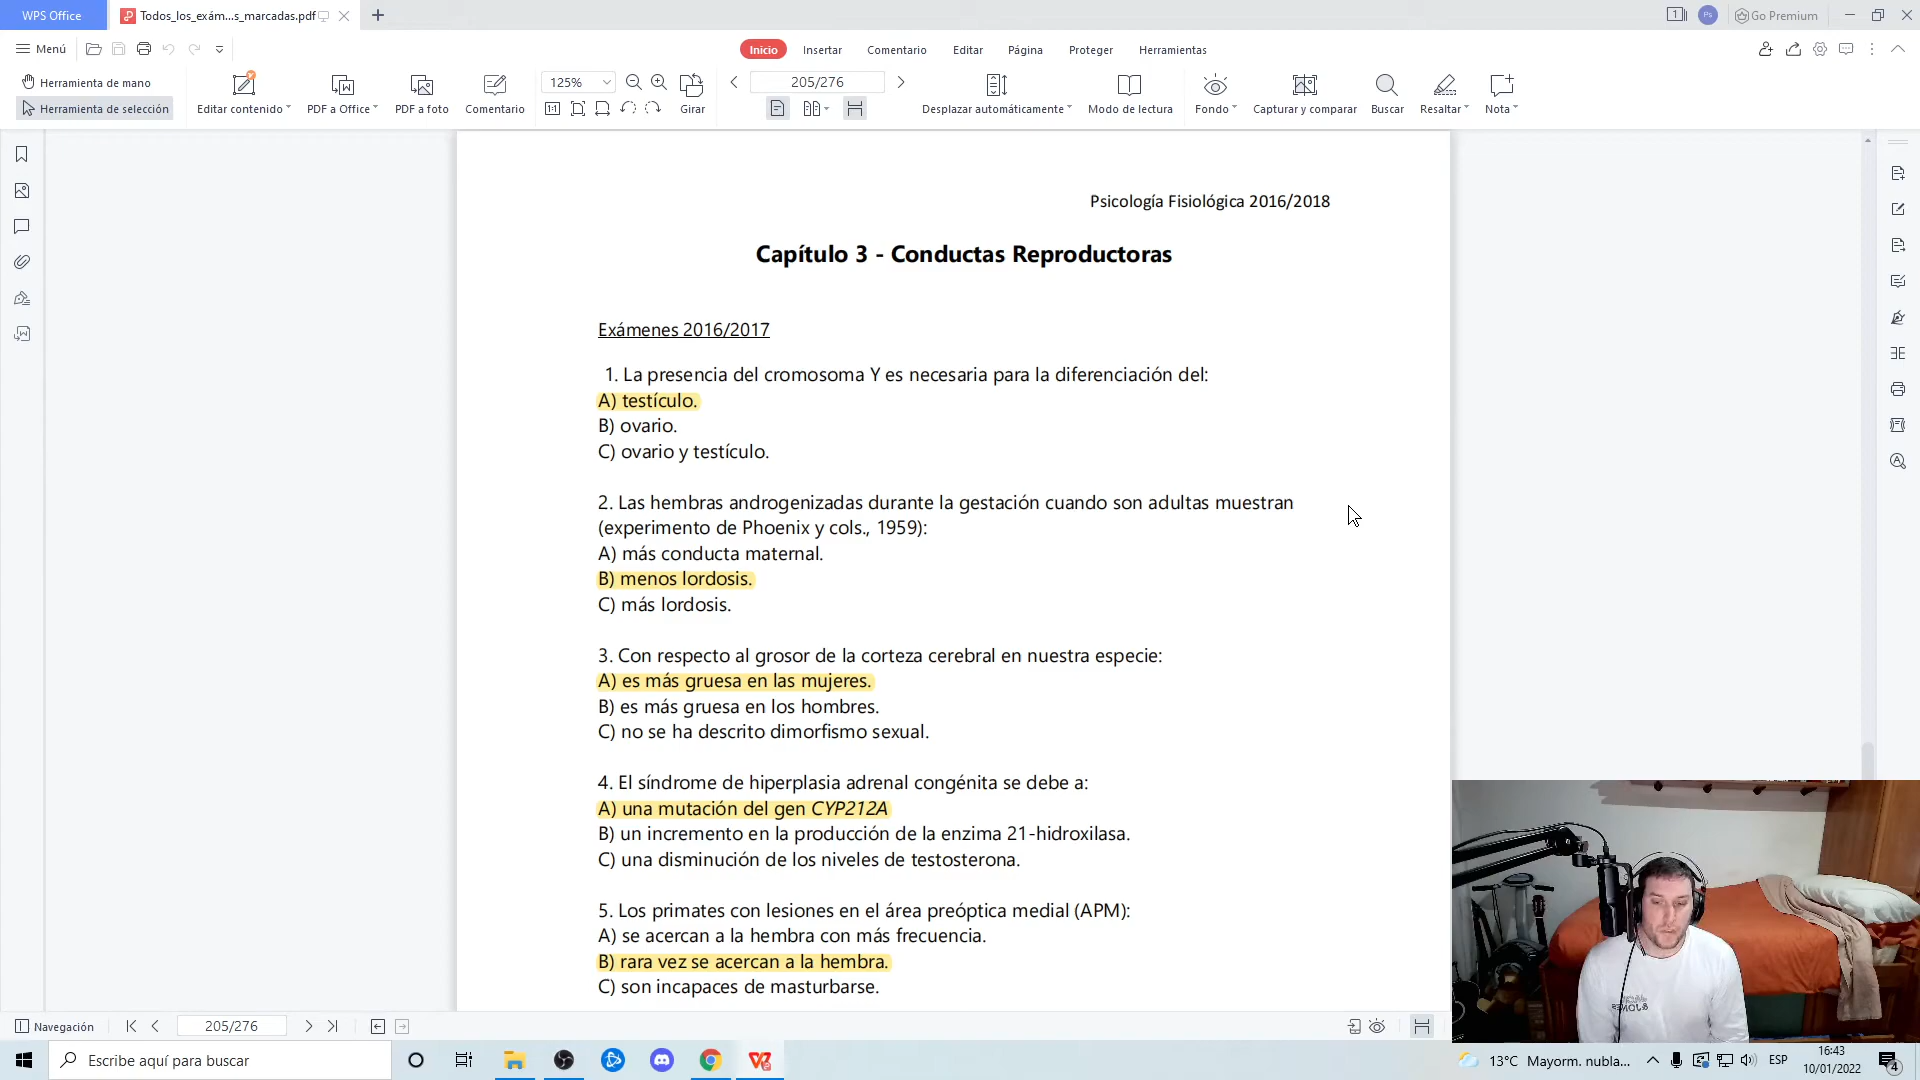 WPS Office
Todos_los_exám...s_marcadas.pdf
1
Ps
Go Premium
Menú
Inicio
Insertar
Comentario
Editar
Página
Proteger
Herramientas
Herramienta de mano
Herramienta de selección
Editar contenido
PDF a Office
PDF a foto
Comentario
125%
Girar
205/276
Desplazar automáticamente
Modo de lectura
Fondo
Capturar y comparar
Buscar
Resaltar
Nota
Psicología Fisiológica 2016/2018
Capítulo 3 - Conductas Reproductoras
Exámenes 2016/2017
1. La presencia del cromosoma Y es necesaria para la diferenciación del:
A) testículo.
B) ovario.
C) ovario y testículo.
2. Las hembras androgenizadas durante la gestación cuando son adultas muestran
(experimento de Phoenix y cols., 1959):
A) más conducta maternal.
B) menos lordosis.
C) más lordosis.
3. Con respecto al grosor de la corteza cerebral en nuestra especie:
A) es más gruesa en las mujeres.
B) es más gruesa en los hombres.
C) no se ha descrito dimorfismo sexual.
4. El síndrome de hiperplasia adrenal congénita se debe a:
A) una mutación del gen CYP212A
B) un incremento en la producción de la enzima 21-hidroxilasa.
C) una disminución de los niveles de testosterona.
5. Los primates con lesiones en el área preóptica medial (APM):
A) se acercan a la hembra con más frecuencia.
B) rara vez se acercan a la hembra.
C) son incapaces de masturbarse.
Navegación
205/276
Escribe aquí para buscar
13°C Mayorm. nubla...
ESP
16:43
10/01/2022
4